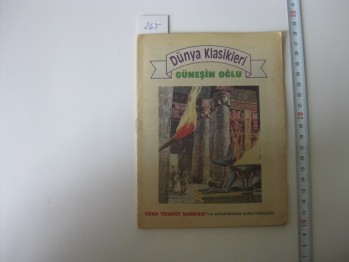 265
Dünya Klasikleri
GÜNEŞİN OĞLU
TÜRK TİCARET BANKASI'